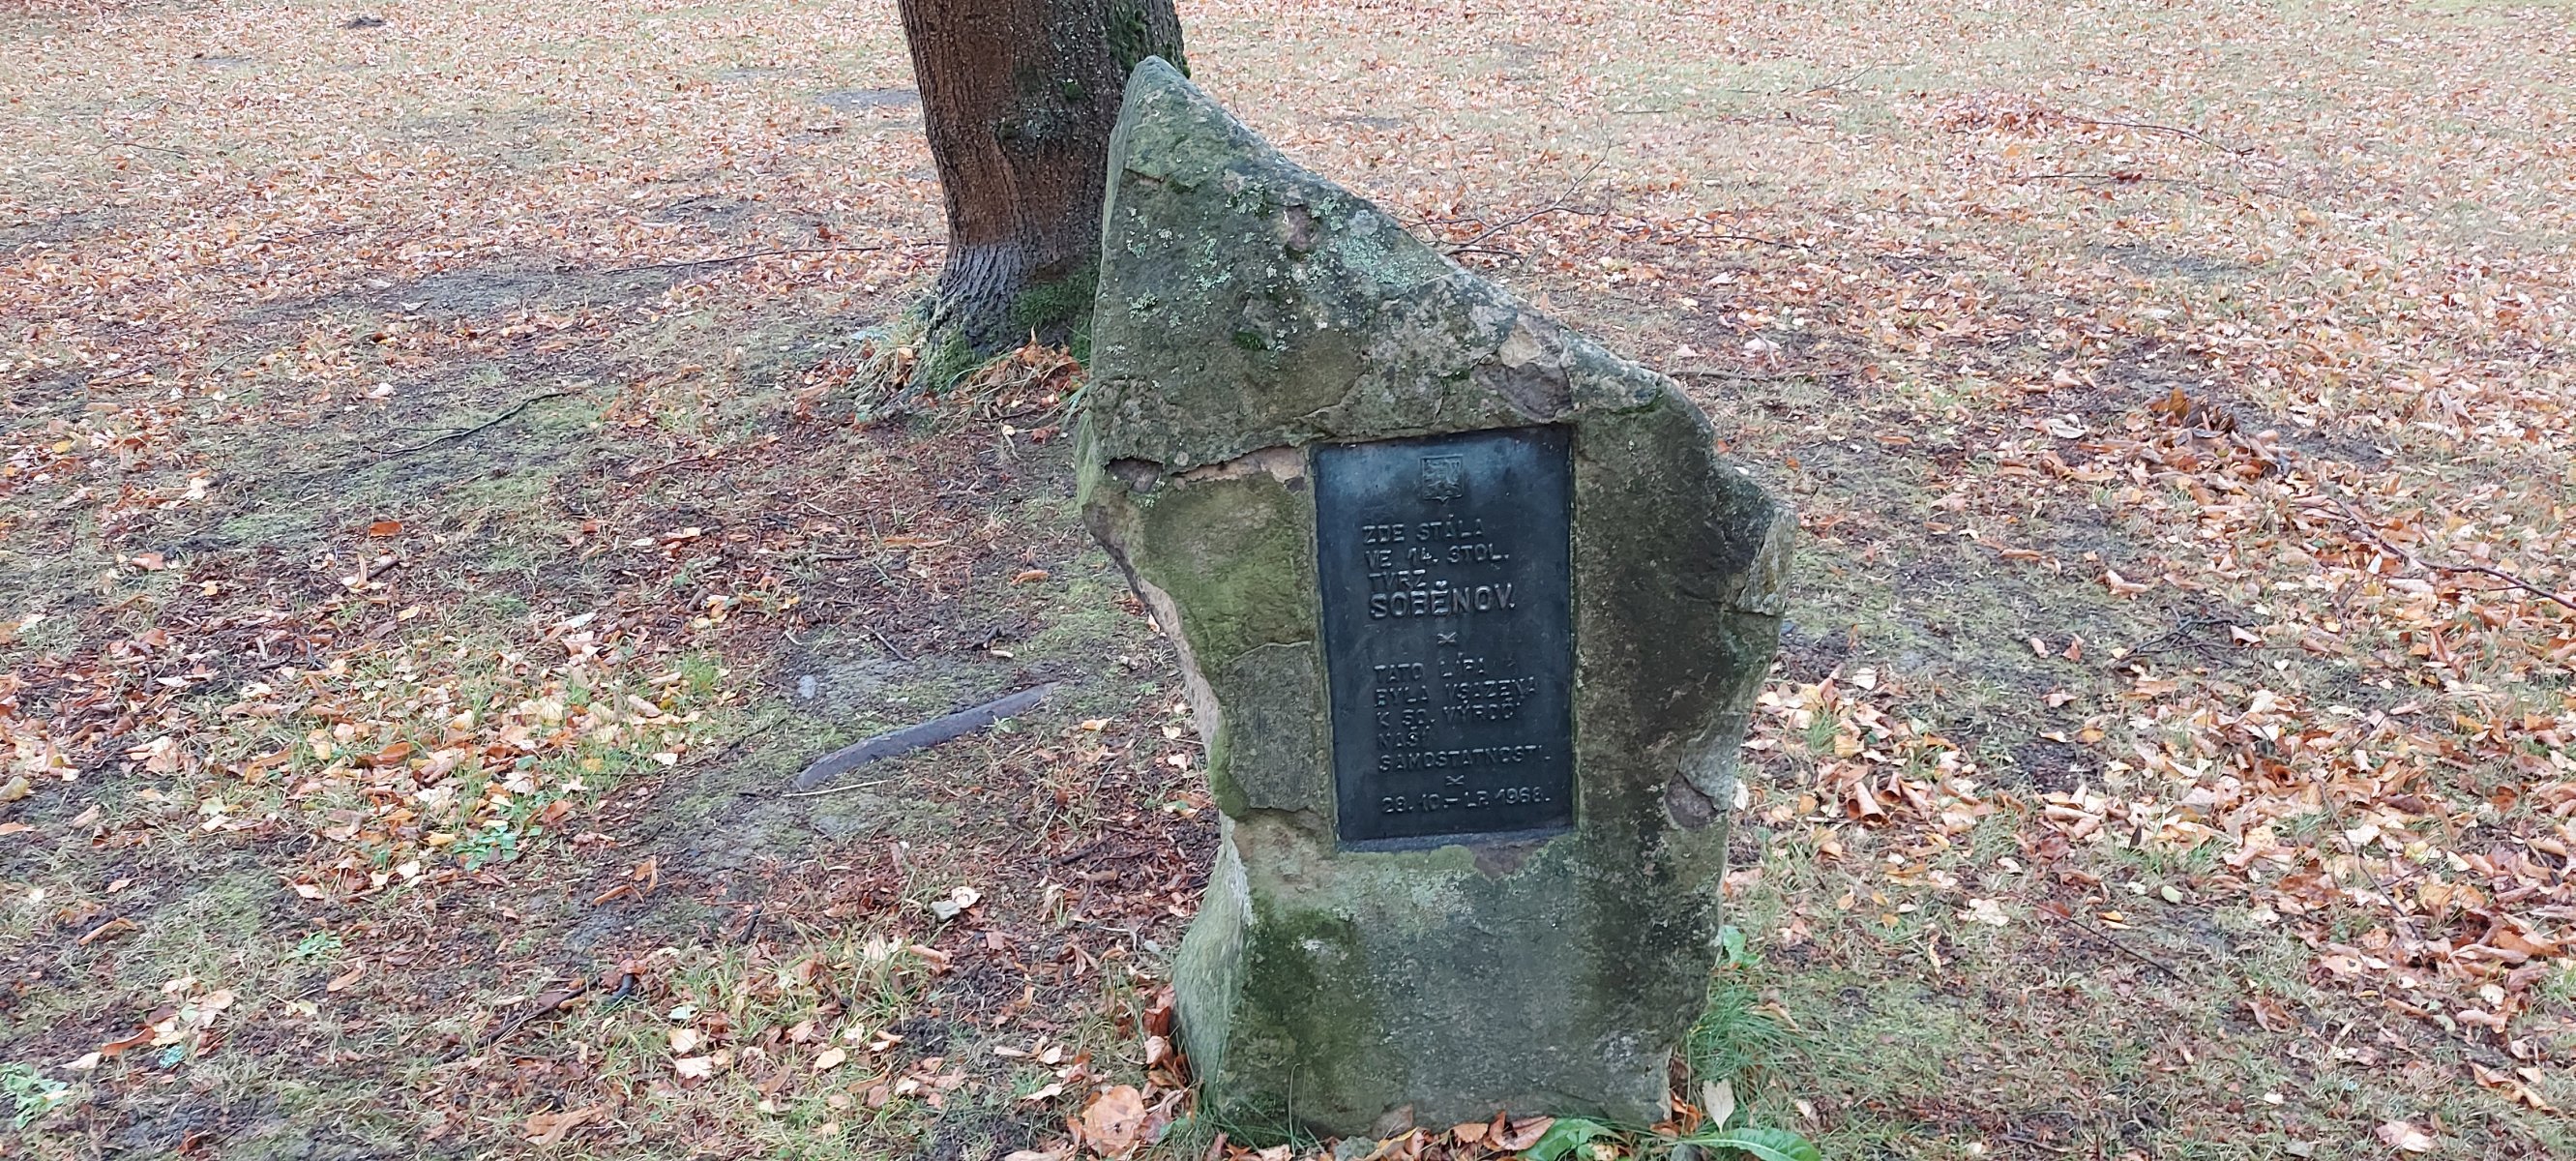 ZDE STÁLA
VE 14. STOL.
TVRZ
SOBĚNOV.
TATO LÍPA
BYLA VSAZENA
K 50. VÝROČÍ
NAŠÍ
SAMOSTATNOSTI.
28.10.-LP. 1968.